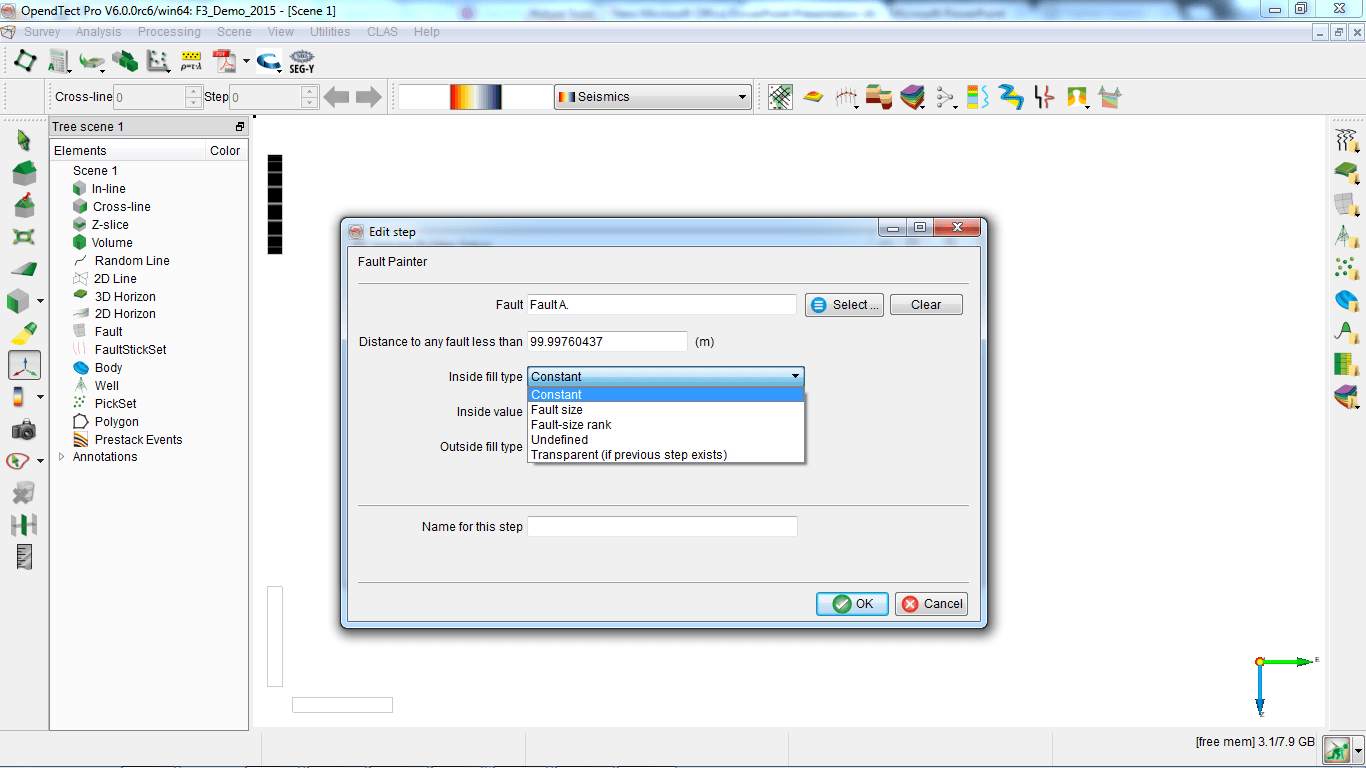 OpendTect Pro V6.0.0rc6/win64: F3_Demo_2015 - [Scene 1]
Survey Analysis Processing Scene View Utilities CLAS Help
ρ=τ·λ PDF SEG-Y
Cross-line 0 Step 0 Seismics
Tree scene 1
Elements Color
Scene 1
In-line
Cross-line
Z-slice
Volume
Random Line
2D Line
3D Horizon
2D Horizon
Fault
FaultStickSet
Body
Well
PickSet
Polygon
Prestack Events
Annotations
Edit step
Fault Painter
Fault Fault A. Select ... Clear
Distance to any fault less than 99.99760437 (m)
Inside fill type Constant
Constant
Inside value Fault size
Fault-size rank
Outside fill type Undefined
Transparent (if previous step exists)
Name for this step
OK Cancel
E
Z
[free mem] 3.1/7.9 GB